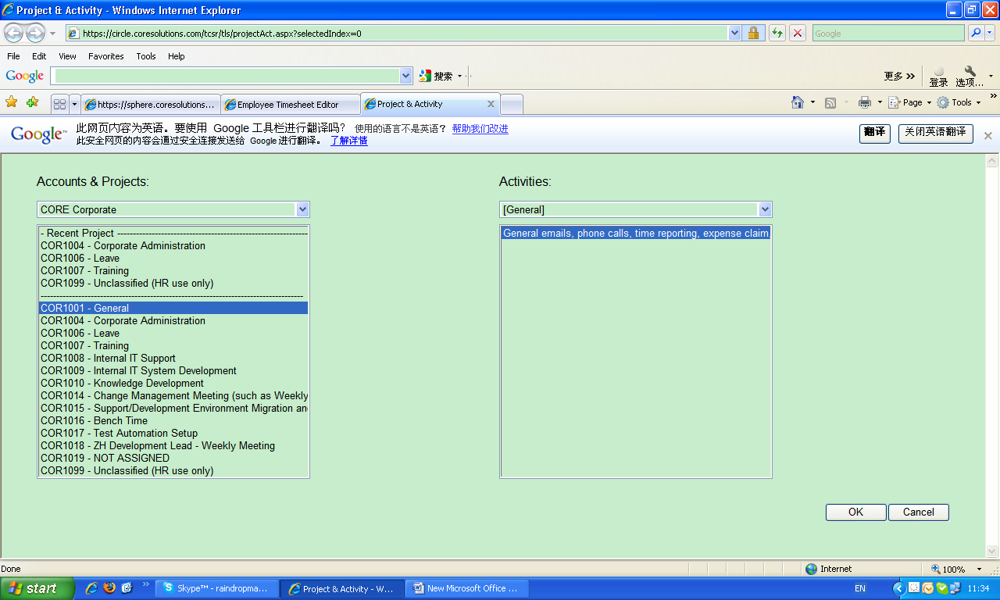 Project & Activity - Windows Internet Explorer
https://circle.coresolutions.com/tcsr/tls/projectAct.aspx?selectedIndex=0
Google
File Edit View Favorites Tools Help
Google 搜索 更多 登录 选项...
https://sphere.coresolutions... Employee Timesheet Editor Project & Activity Page Tools
Google™ 此网页内容为英语。要使用 Google 工具栏进行翻译吗? 使用的语言不是英语? 帮助我们改进 翻译 关闭英语翻译
此安全网页的内容会通过安全连接发送给 Google 进行翻译。 了解详情
Accounts & Projects:
CORE Corporate
- Recent Project ------------------------------------------------------------
COR1004 - Corporate Administration
COR1006 - Leave
COR1007 - Training
COR1099 - Unclassified (HR use only)
------------------------------------------------------------------------------------
COR1001 - General
COR1004 - Corporate Administration
COR1006 - Leave
COR1007 - Training
COR1008 - Internal IT Support
COR1009 - Internal IT System Development
COR1010 - Knowledge Development
COR1014 - Change Management Meeting (such as Weekly
COR1015 - Support/Development Environment Migration an
COR1016 - Bench Time
COR1017 - Test Automation Setup
COR1018 - ZH Development Lead - Weekly Meeting
COR1019 - NOT ASSIGNED
COR1099 - Unclassified (HR use only)
Activities:
[General]
General emails, phone calls, time reporting, expense claim
OK Cancel
Done Internet 100%
start Skype™ - raindropma... Project & Activity - W... New Microsoft Office ... EN 11:34